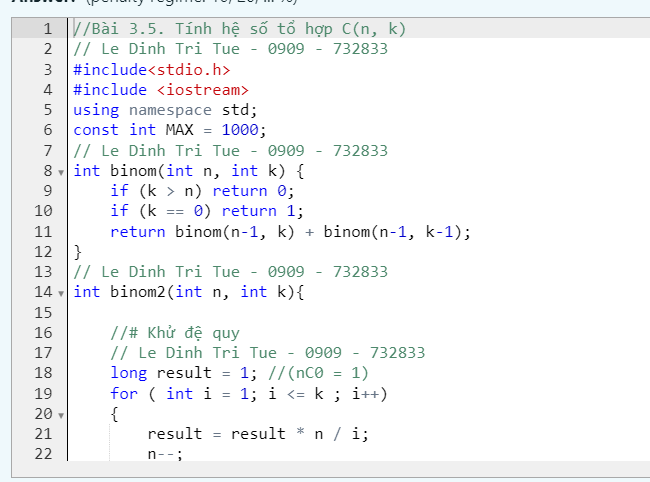 Answer: (penalty regime: 10, 20, ... %)
1 //Bài 3.5. Tính hệ số tổ hợp C(n, k)
2 // Le Dinh Tri Tue - 0909 - 732833
3 #include<stdio.h>
4 #include <iostream>
5 using namespace std;
6 const int MAX = 1000;
7 // Le Dinh Tri Tue - 0909 - 732833
8 int binom(int n, int k) {
9 if (k > n) return 0;
10 if (k == 0) return 1;
11 return binom(n-1, k) + binom(n-1, k-1);
12 }
13 // Le Dinh Tri Tue - 0909 - 732833
14 int binom2(int n, int k){
15
16 //# Khử đệ quy
17 // Le Dinh Tri Tue - 0909 - 732833
18 long result = 1; //(nC0 = 1)
19 for ( int i = 1; i <= k ; i++)
20 {
21 result = result * n / i;
22 n--;